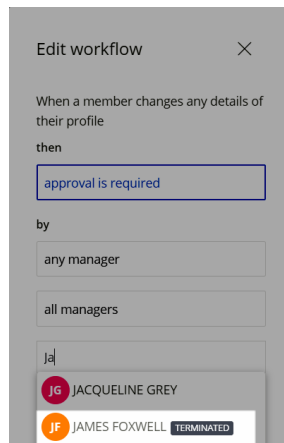 Edit workflow
When a member changes any details of
their profile
then
approval is required
by
any manager
all managers
Ja
JG JACQUELINE GREY
JF JAMES FOXWELL TERMINATED